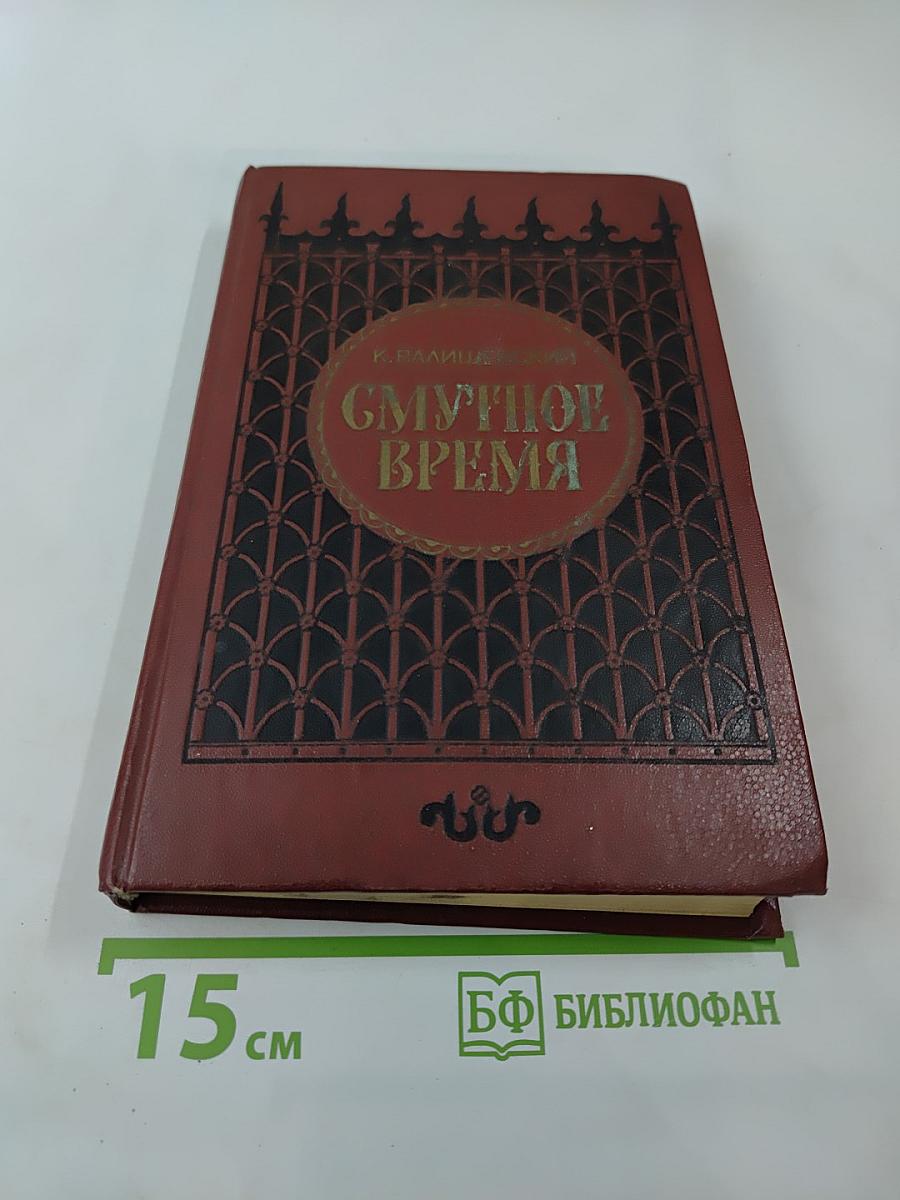 К. ВАЛИШЕВСКИЙ
СМУТНОЕ
ВРЕМЯ
15 см
БФ БИБЛИОФАН